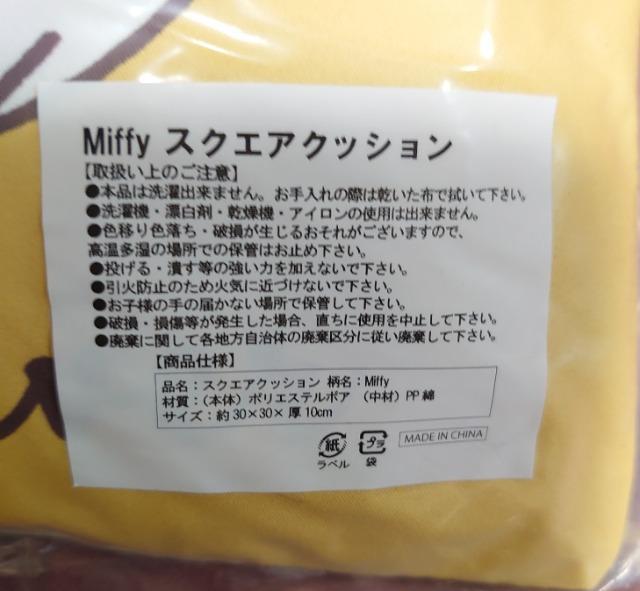 Miffy スクエアクッション
【取扱い上のご注意】
●本品は洗濯出来ません。お手入れの際は乾いた布で拭いて下さい。
●洗濯機・漂白剤・乾燥機・アイロンの使用は出来ません。
●色移り色落ち・破損が生じるおそれがございますので、
高温多湿の場所での保管はお止め下さい。
●投げる・潰す等の強い力を加えないで下さい。
●引火防止のため火気に近づけないで下さい。
●お子様の手の届かない場所で保管して下さい。
●破損・損傷等が発生した場合、直ちに使用を中止して下さい。
●廃棄に関して各地方自治体の廃棄区分に従い廃棄して下さい。
【商品仕様】
品名：スクエアクッション 柄名：Miffy
材質：（本体）ポリエステルボア （中材）PP綿
サイズ：約30×30×厚10cm
紙 プラ MADE IN CHINA
ラベル 袋